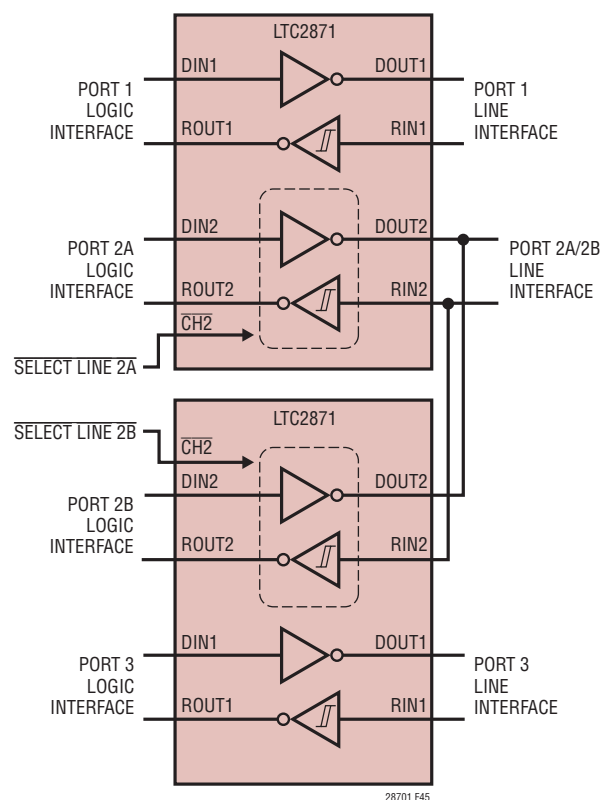 LTC2871
DIN1
DOUT1
PORT 1
LOGIC
INTERFACE
PORT 1
LINE
INTERFACE
ROUT1
RIN1
DIN2
DOUT2
PORT 2A
LOGIC
INTERFACE
PORT 2A/2B
LINE
INTERFACE
ROUT2
RIN2
CH2
SELECT LINE 2A
LTC2871
SELECT LINE 2B
CH2
DIN2
DOUT2
PORT 2B
LOGIC
INTERFACE
ROUT2
RIN2
DIN1
DOUT1
PORT 3
LOGIC
INTERFACE
PORT 3
LINE
INTERFACE
ROUT1
RIN1
28701 F45